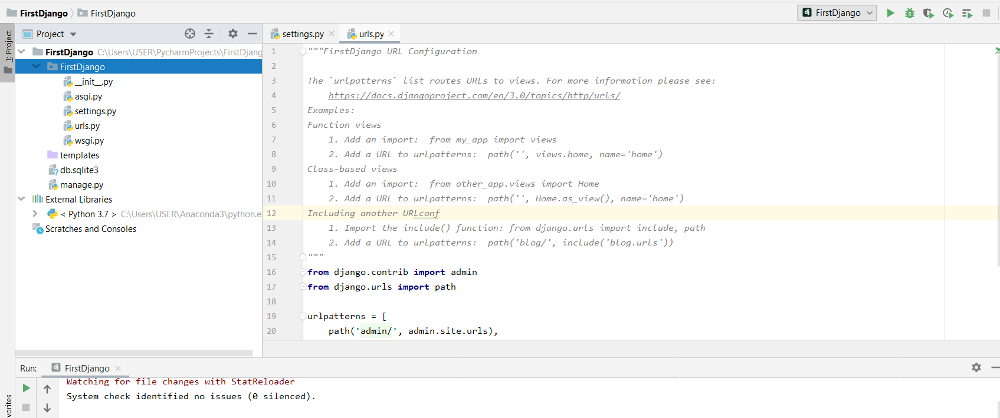 FirstDjango FirstDjango
FirstDjango
1: Project
Project
settings.py urls.py
FirstDjango C:\Users\USER\PycharmProjects\FirstDjang
FirstDjango
__init__.py
asgi.py
settings.py
urls.py
wsgi.py
templates
db.sqlite3
manage.py
External Libraries
< Python 3.7 > C:\Users\USER\Anaconda3\python.e
Scratches and Consoles
1 """FirstDjango URL Configuration
2
3 The `urlpatterns` list routes URLs to views. For more information please see:
4 https://docs.djangoproject.com/en/3.0/topics/http/urls/
5 Examples:
6 Function views
7 1. Add an import:  from my_app import views
8 2. Add a URL to urlpatterns:  path('', views.home, name='home')
9 Class-based views
10 1. Add an import:  from other_app.views import Home
11 2. Add a URL to urlpatterns:  path('', Home.as_view(), name='home')
12 Including another URLconf
13 1. Import the include() function: from django.urls import include, path
14 2. Add a URL to urlpatterns:  path('blog/', include('blog.urls'))
15 """
16 from django.contrib import admin
17 from django.urls import path
18
19 urlpatterns = [
20 path('admin/', admin.site.urls),
Run: FirstDjango
Watching for file changes with StatReloader
System check identified no issues (0 silenced).
vorites